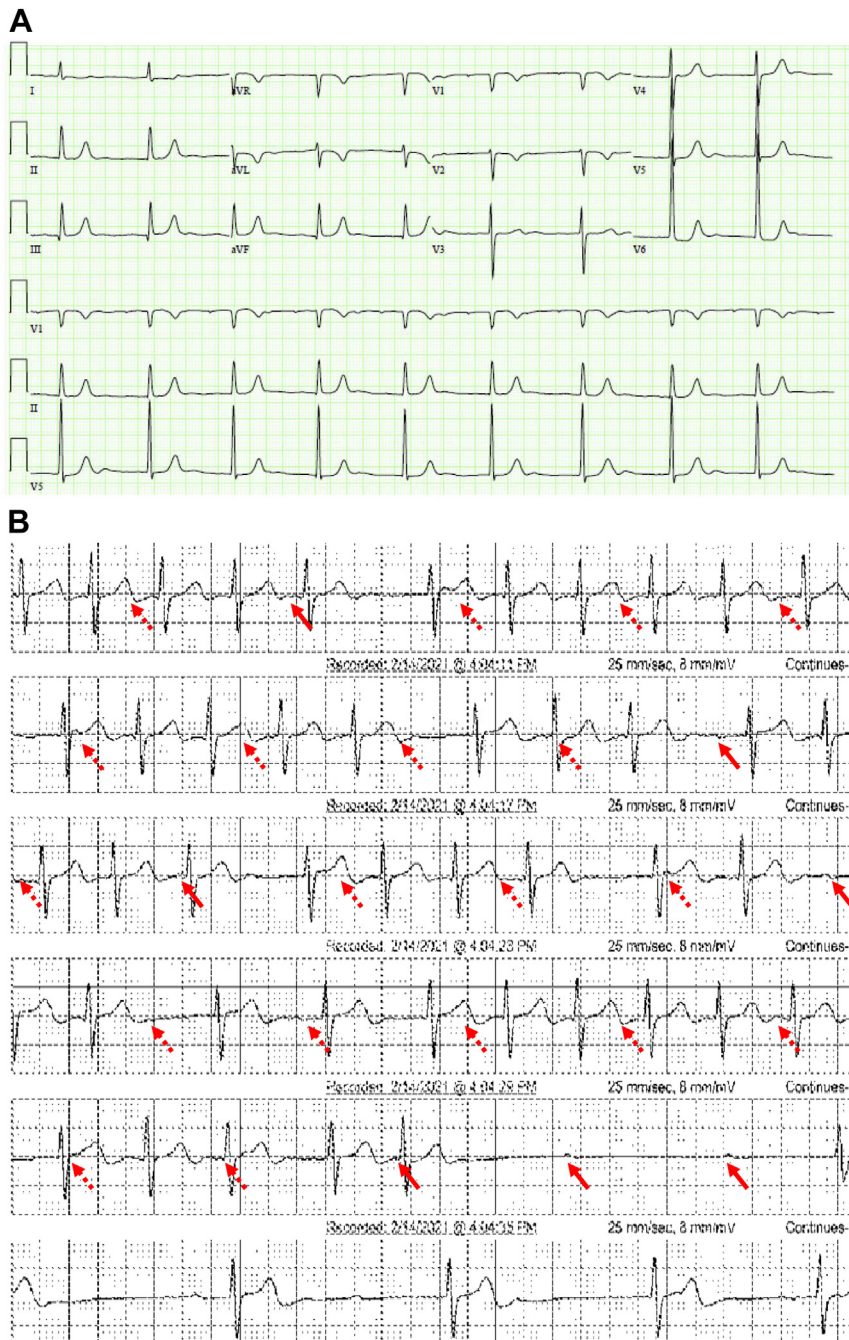 A
I aVR V1 V4
II aVL V2 V5
III aVF V3 V6
V1
II
V5
B
Recorded: 2/14/2021 @ 4:04:11 PM 25 mm/sec, 8 mm/mV Continues-
Recorded: 2/14/2021 @ 4:04:17 PM 25 mm/sec, 8 mm/mV Continues-
Recorded: 2/14/2021 @ 4:04:23 PM 25 mm/sec, 8 mm/mV Continues-
Recorded: 2/14/2021 @ 4:04:29 PM 25 mm/sec, 8 mm/mV Continues-
Recorded: 2/14/2021 @ 4:04:35 PM 25 mm/sec, 8 mm/mV Continues-